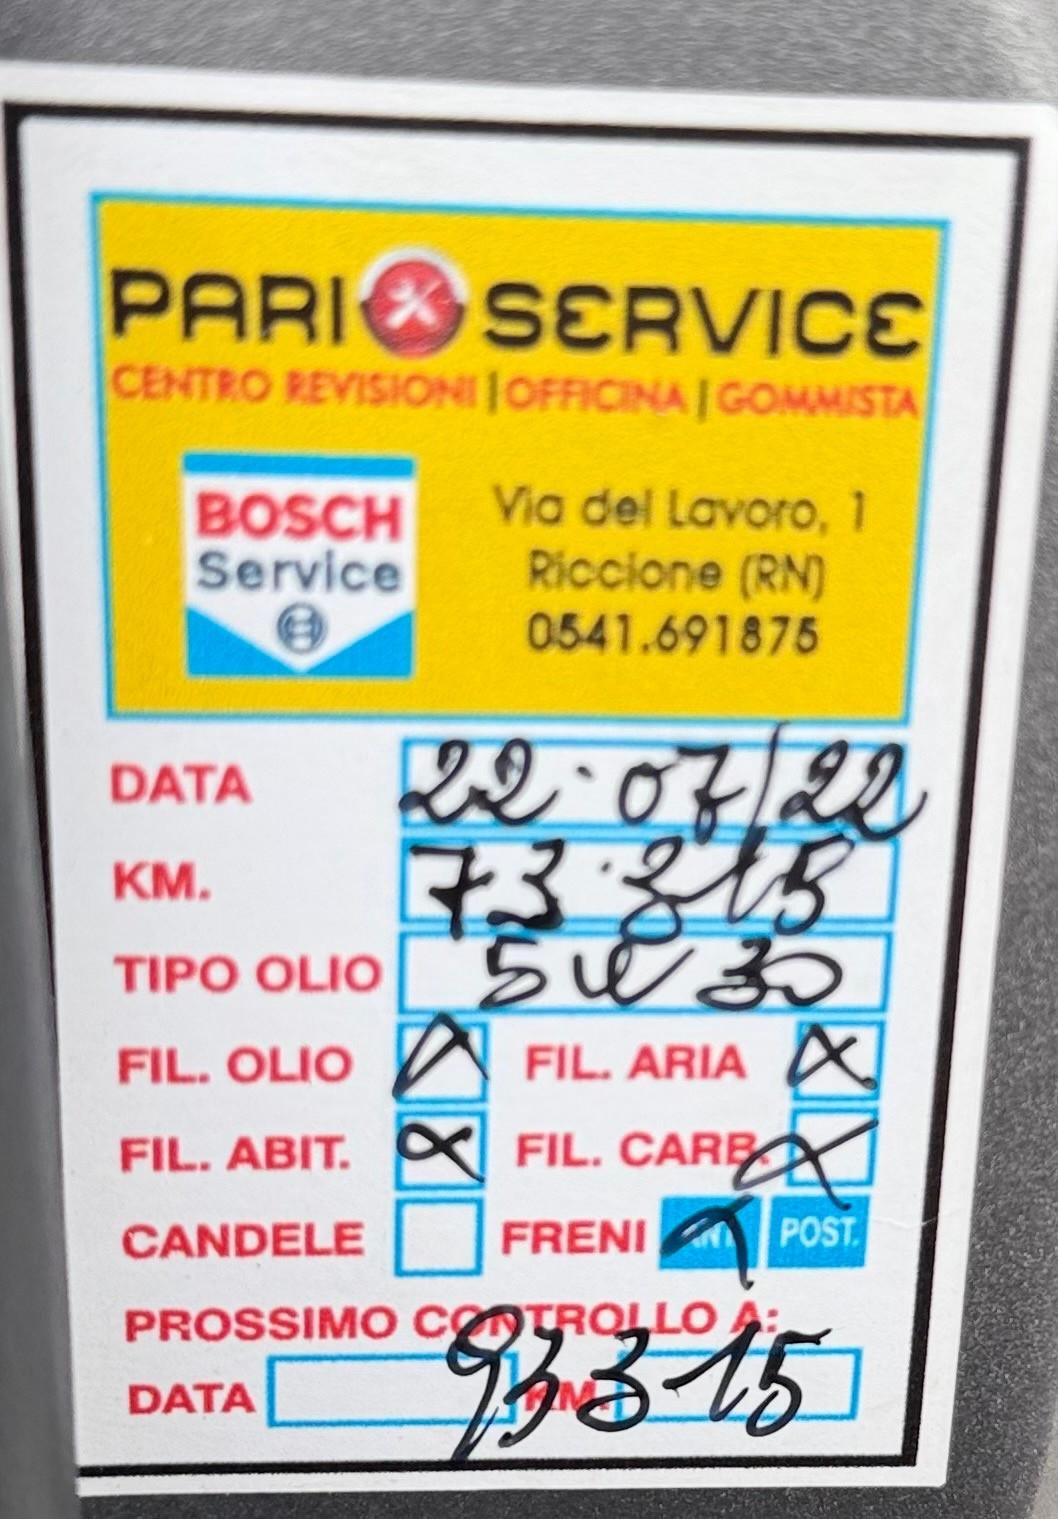 PARI SERVICE
CENTRO REVISIONI | OFFICINA | GOMMISTA
BOSCH
Service
Via del Lavoro, 1
Riccione (RN)
0541.691875
DATA 22·07/22
KM. 73·315
TIPO OLIO 5W30
FIL. OLIO X FIL. ARIA X
FIL. ABIT. X FIL. CARB. X
CANDELE FRENI ANT. X POST.
PROSSIMO CONTROLLO A:
DATA KM. 93315